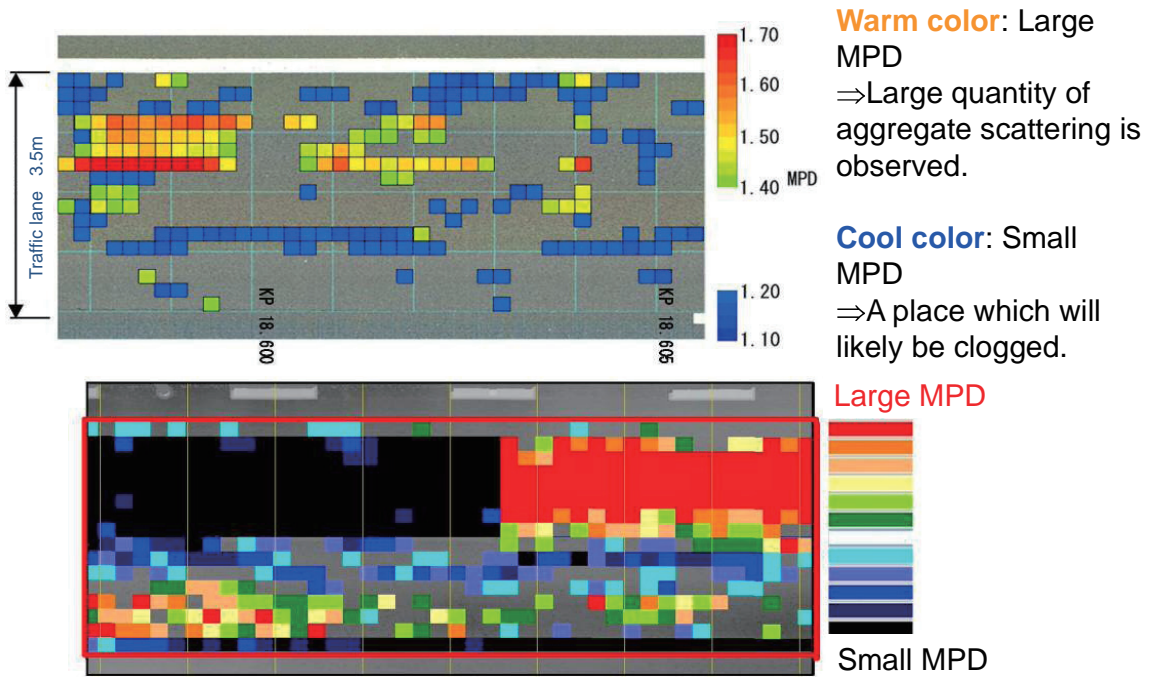 1.70
1.60
1.50
1.40 MPD
1.20
1.10
Traffic lane 3.5m
KP 18.600
KP 18.605
Warm color: Large
MPD
⇒Large quantity of
aggregate scattering is
observed.
Cool color: Small
MPD
⇒A place which will
likely be clogged.
Large MPD
Small MPD